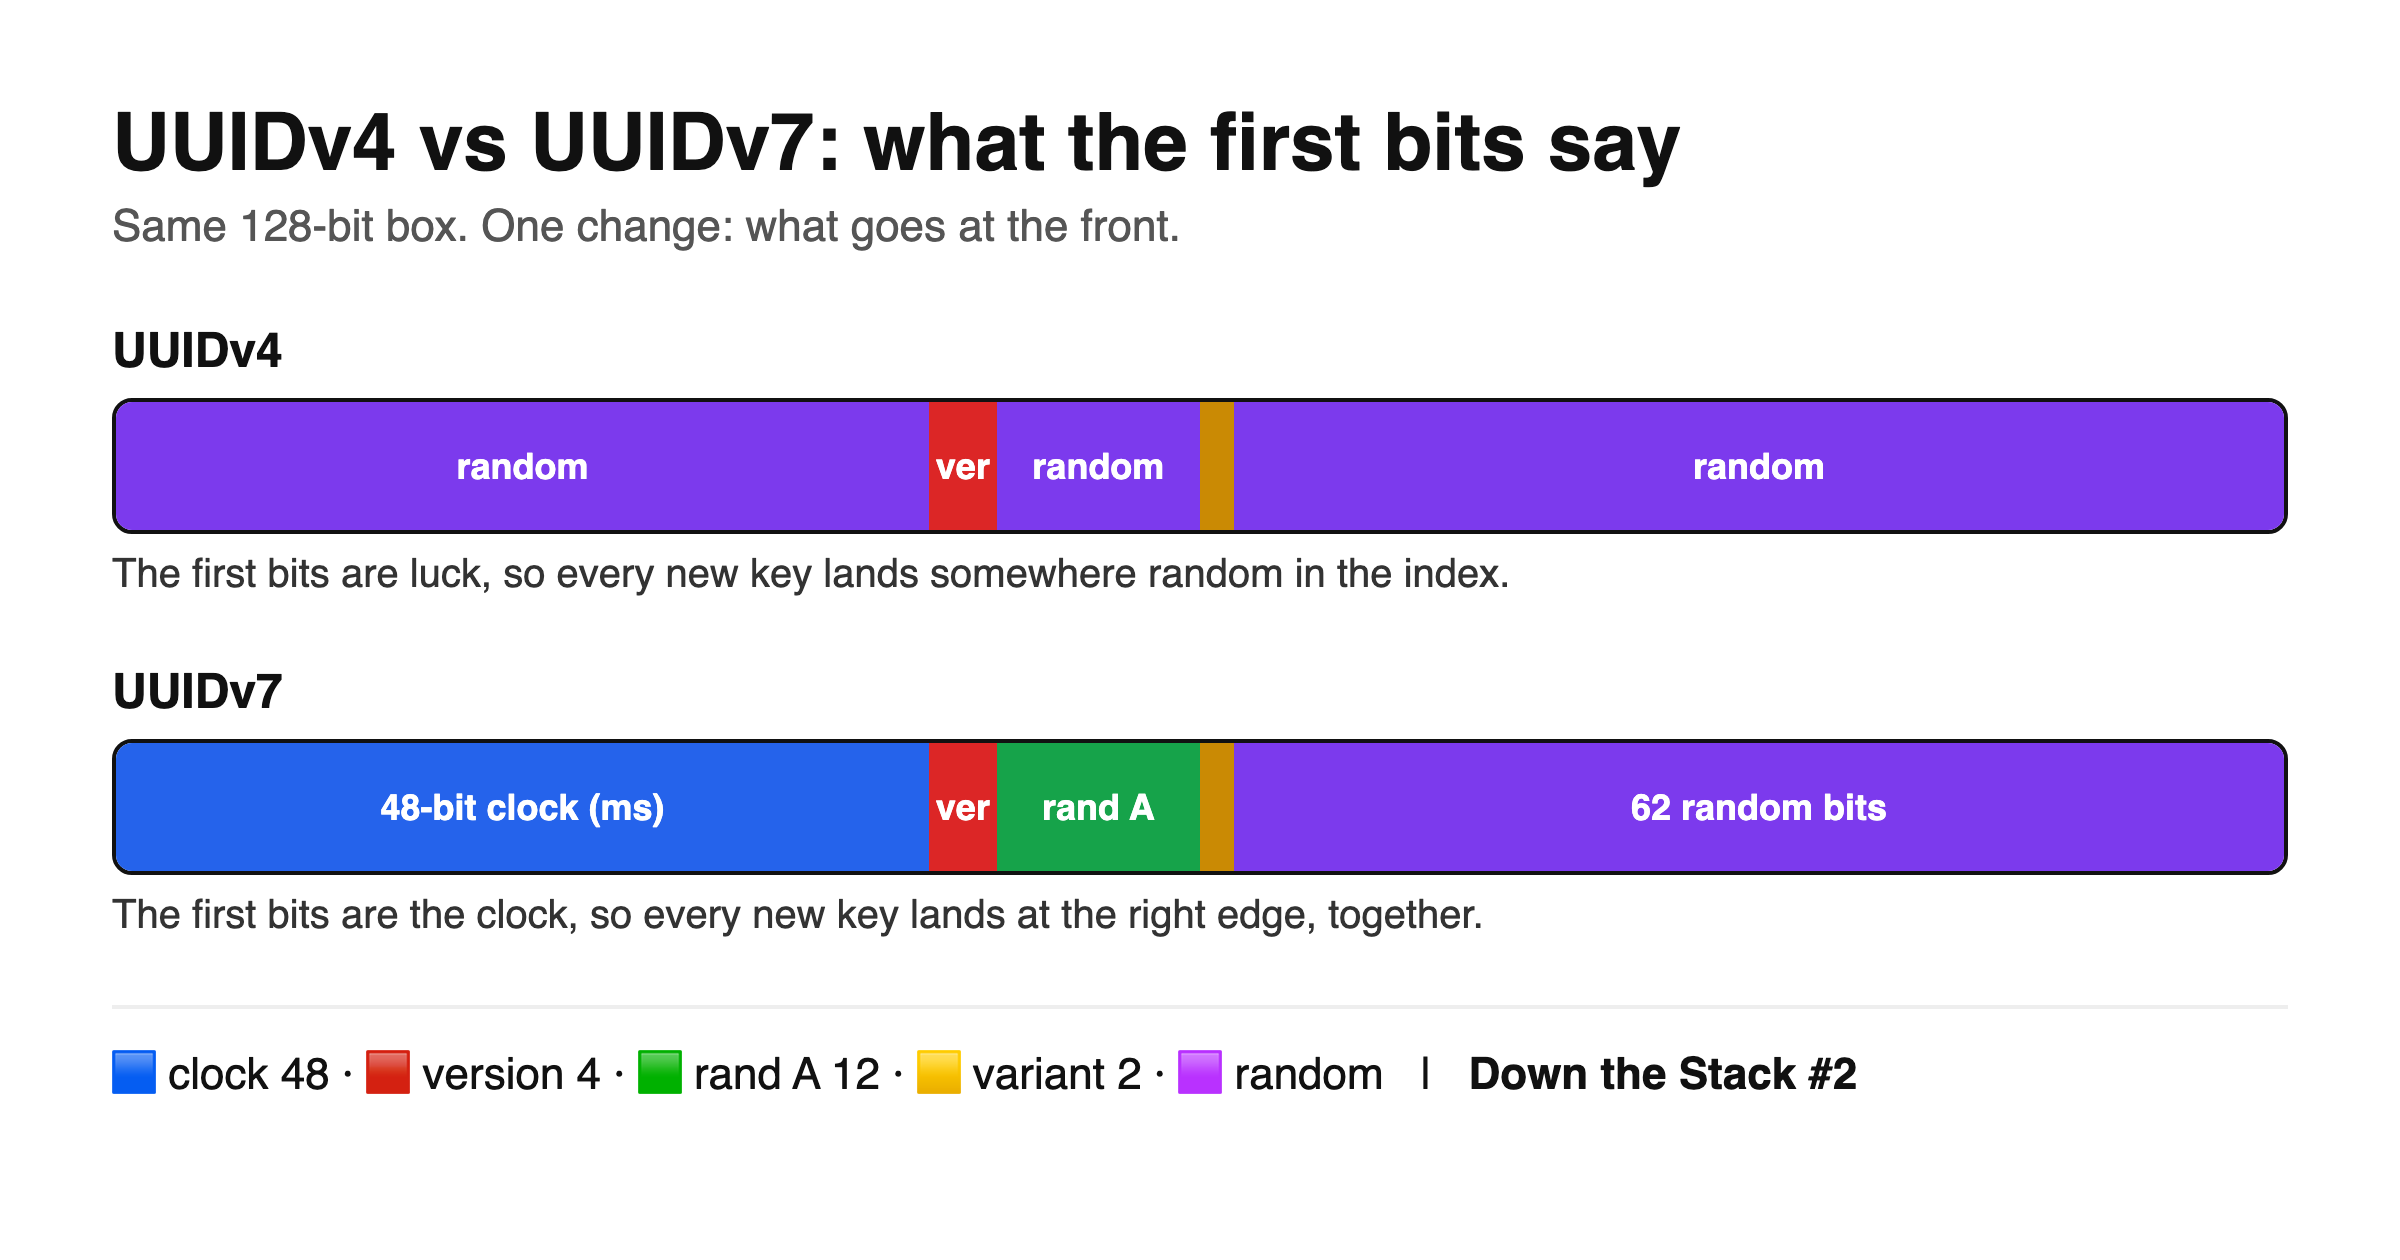 UUIDv4 vs UUIDv7: what the first bits say
Same 128-bit box. One change: what goes at the front.
UUIDv4
random ver random random
The first bits are luck, so every new key lands somewhere random in the index.
UUIDv7
48-bit clock (ms) ver rand A 62 random bits
The first bits are the clock, so every new key lands at the right edge, together.
clock 48 · version 4 · rand A 12 · variant 2 · random | Down the Stack #2